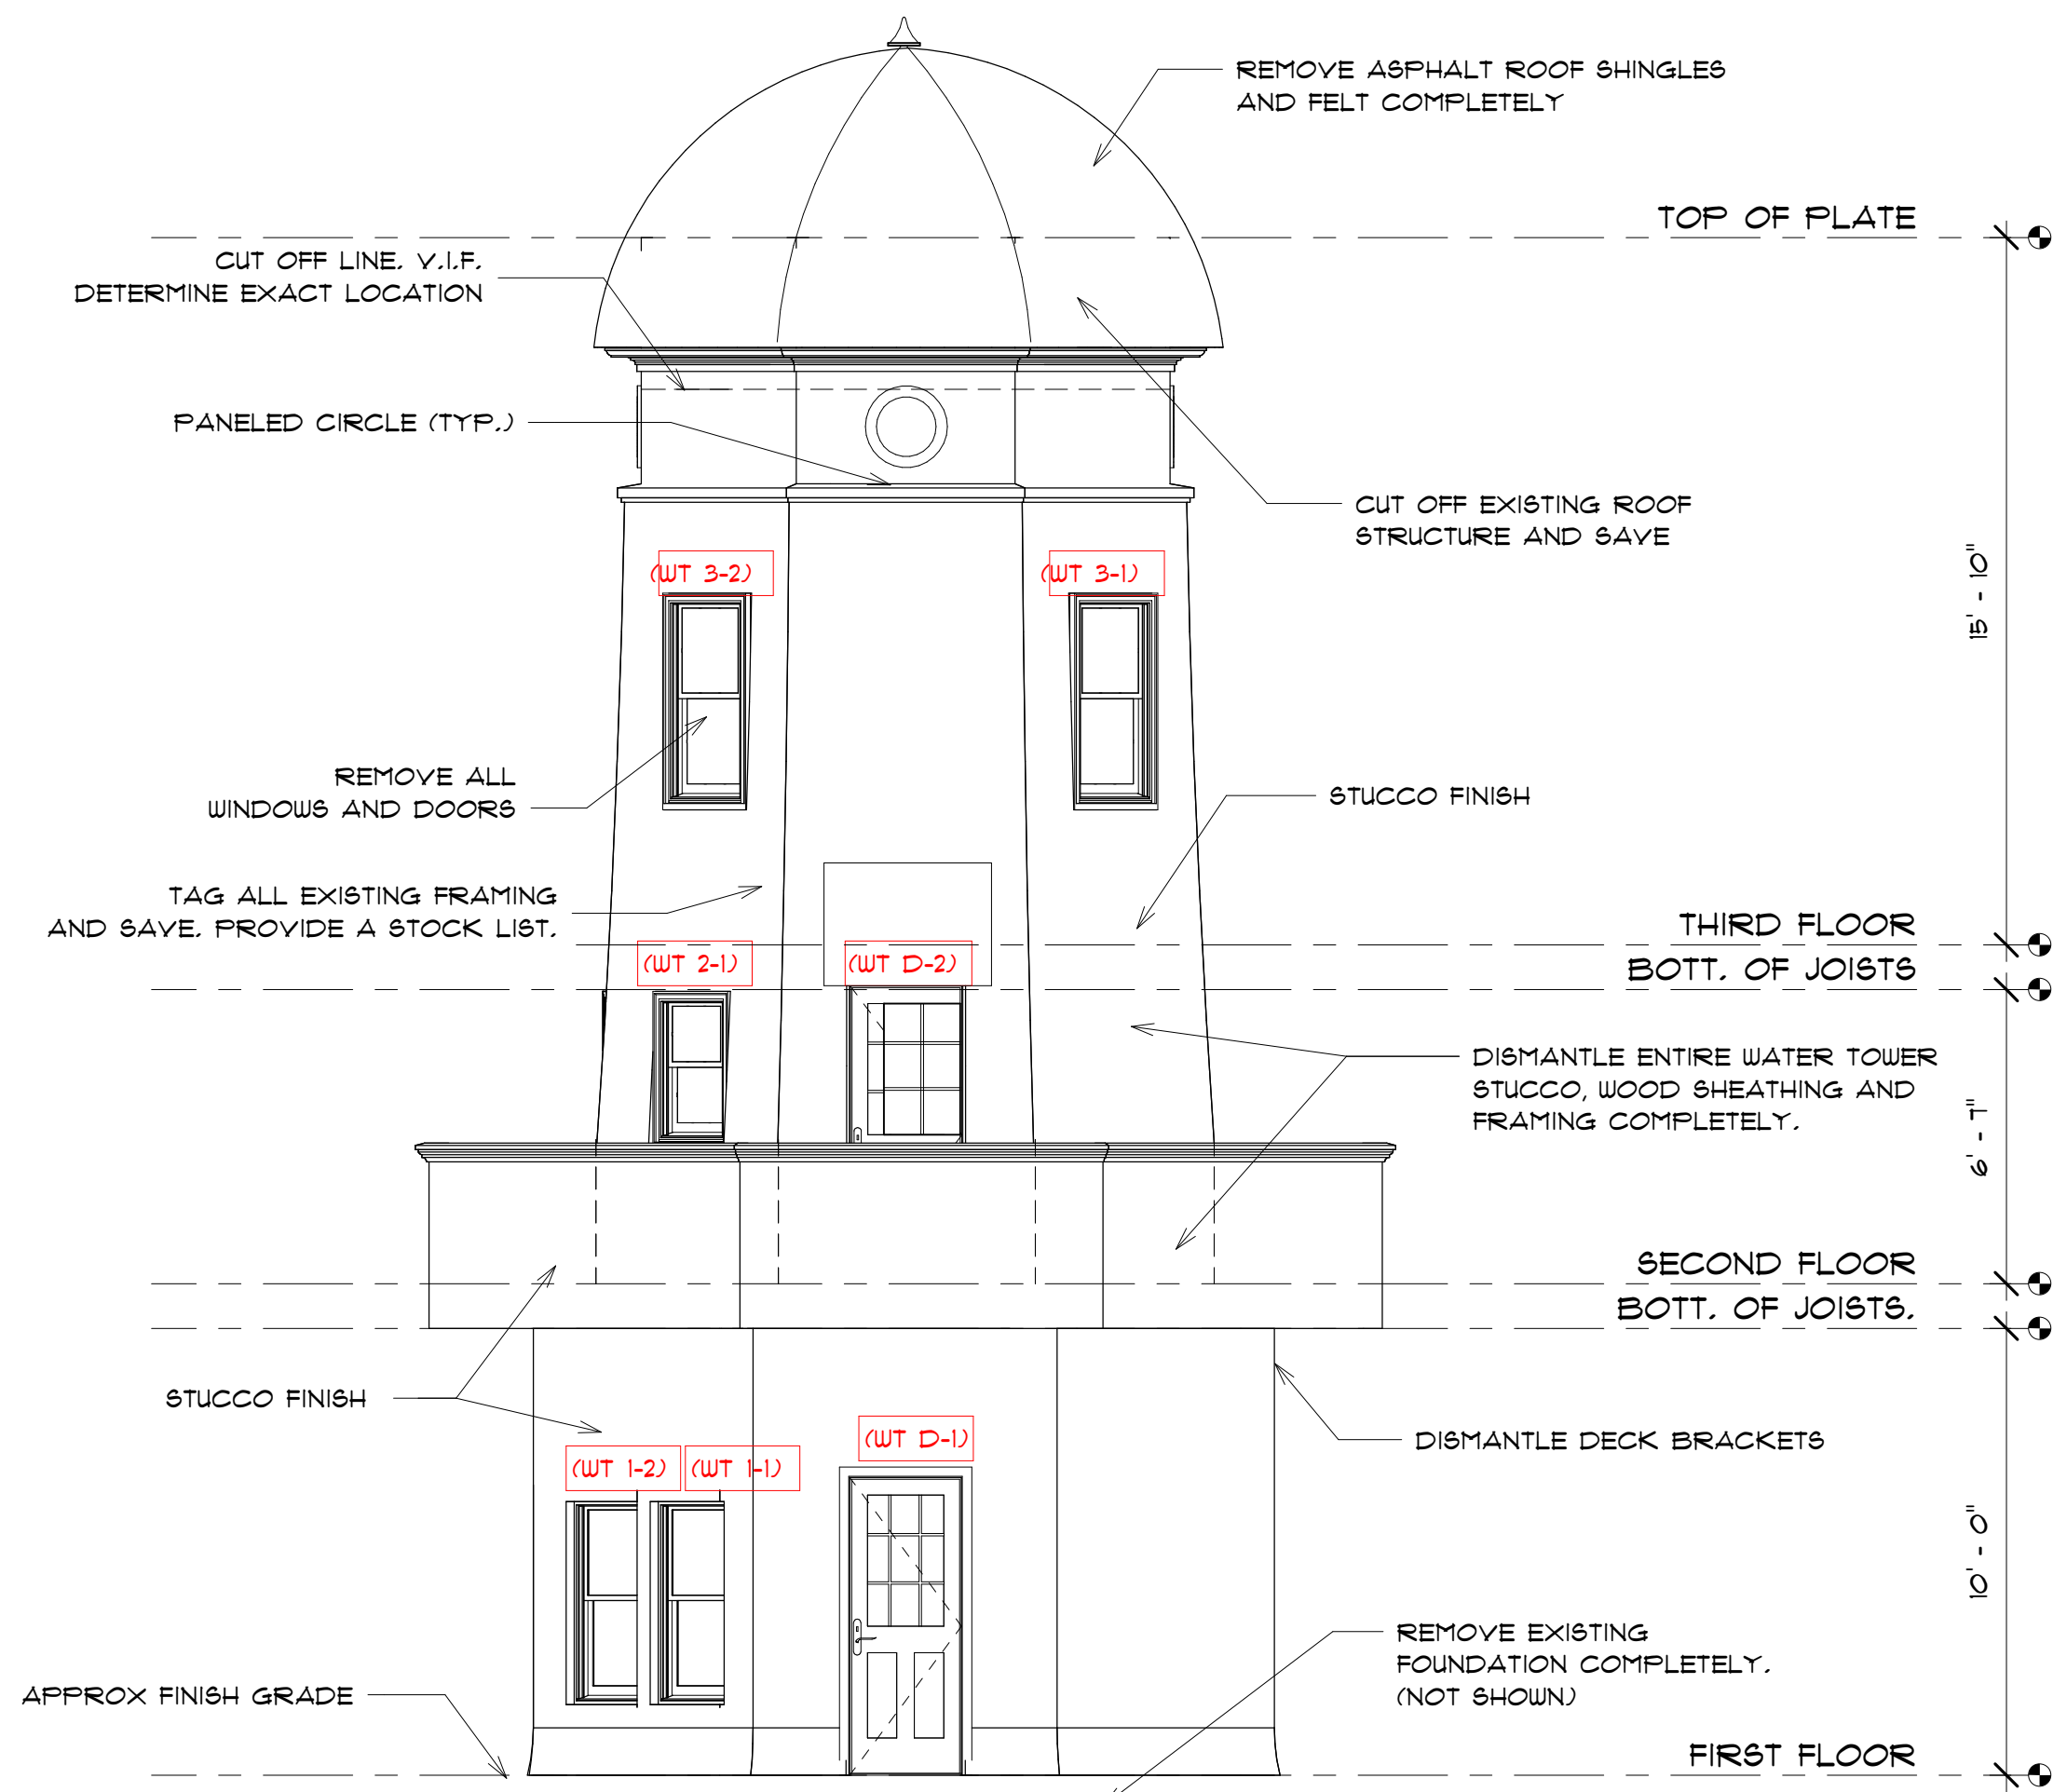 REMOVE ASPHALT ROOF SHINGLES
AND FELT COMPLETELY
TOP OF PLATE
CUT OFF LINE. V.I.F.
DETERMINE EXACT LOCATION
PANELED CIRCLE (TYP.)
CUT OFF EXISTING ROOF
STRUCTURE AND SAVE
15' - 10"
(WT 3-2)
(WT 3-1)
REMOVE ALL
WINDOWS AND DOORS
STUCCO FINISH
TAG ALL EXISTING FRAMING
AND SAVE. PROVIDE A STOCK LIST.
THIRD FLOOR
(WT 2-1)
(WT D-2)
BOTT. OF JOISTS
DISMANTLE ENTIRE WATER TOWER
STUCCO, WOOD SHEATHING AND
FRAMING COMPLETELY.
6' - 7"
SECOND FLOOR
BOTT. OF JOISTS.
STUCCO FINISH
(WT D-1)
DISMANTLE DECK BRACKETS
(WT 1-2)
(WT 1-1)
10' - 0"
REMOVE EXISTING
FOUNDATION COMPLETELY.
(NOT SHOWN)
APPROX FINISH GRADE
FIRST FLOOR